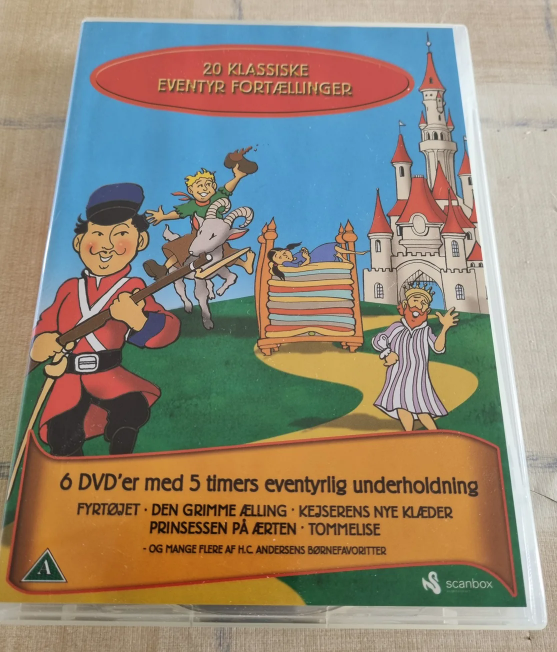 20 KLASSISKE
EVENTYR FORTÆLLINGER
6 DVD'er med 5 timers eventyrlig underholdning
FYRTØJET · DEN GRIMME ÆLLING · KEJSERENS NYE KLÆDER
PRINSESSEN PÅ ÆRTEN · TOMMELISE
- OG MANGE FLERE AF H.C. ANDERSENS BØRNEFAVORITTER
A
scanbox